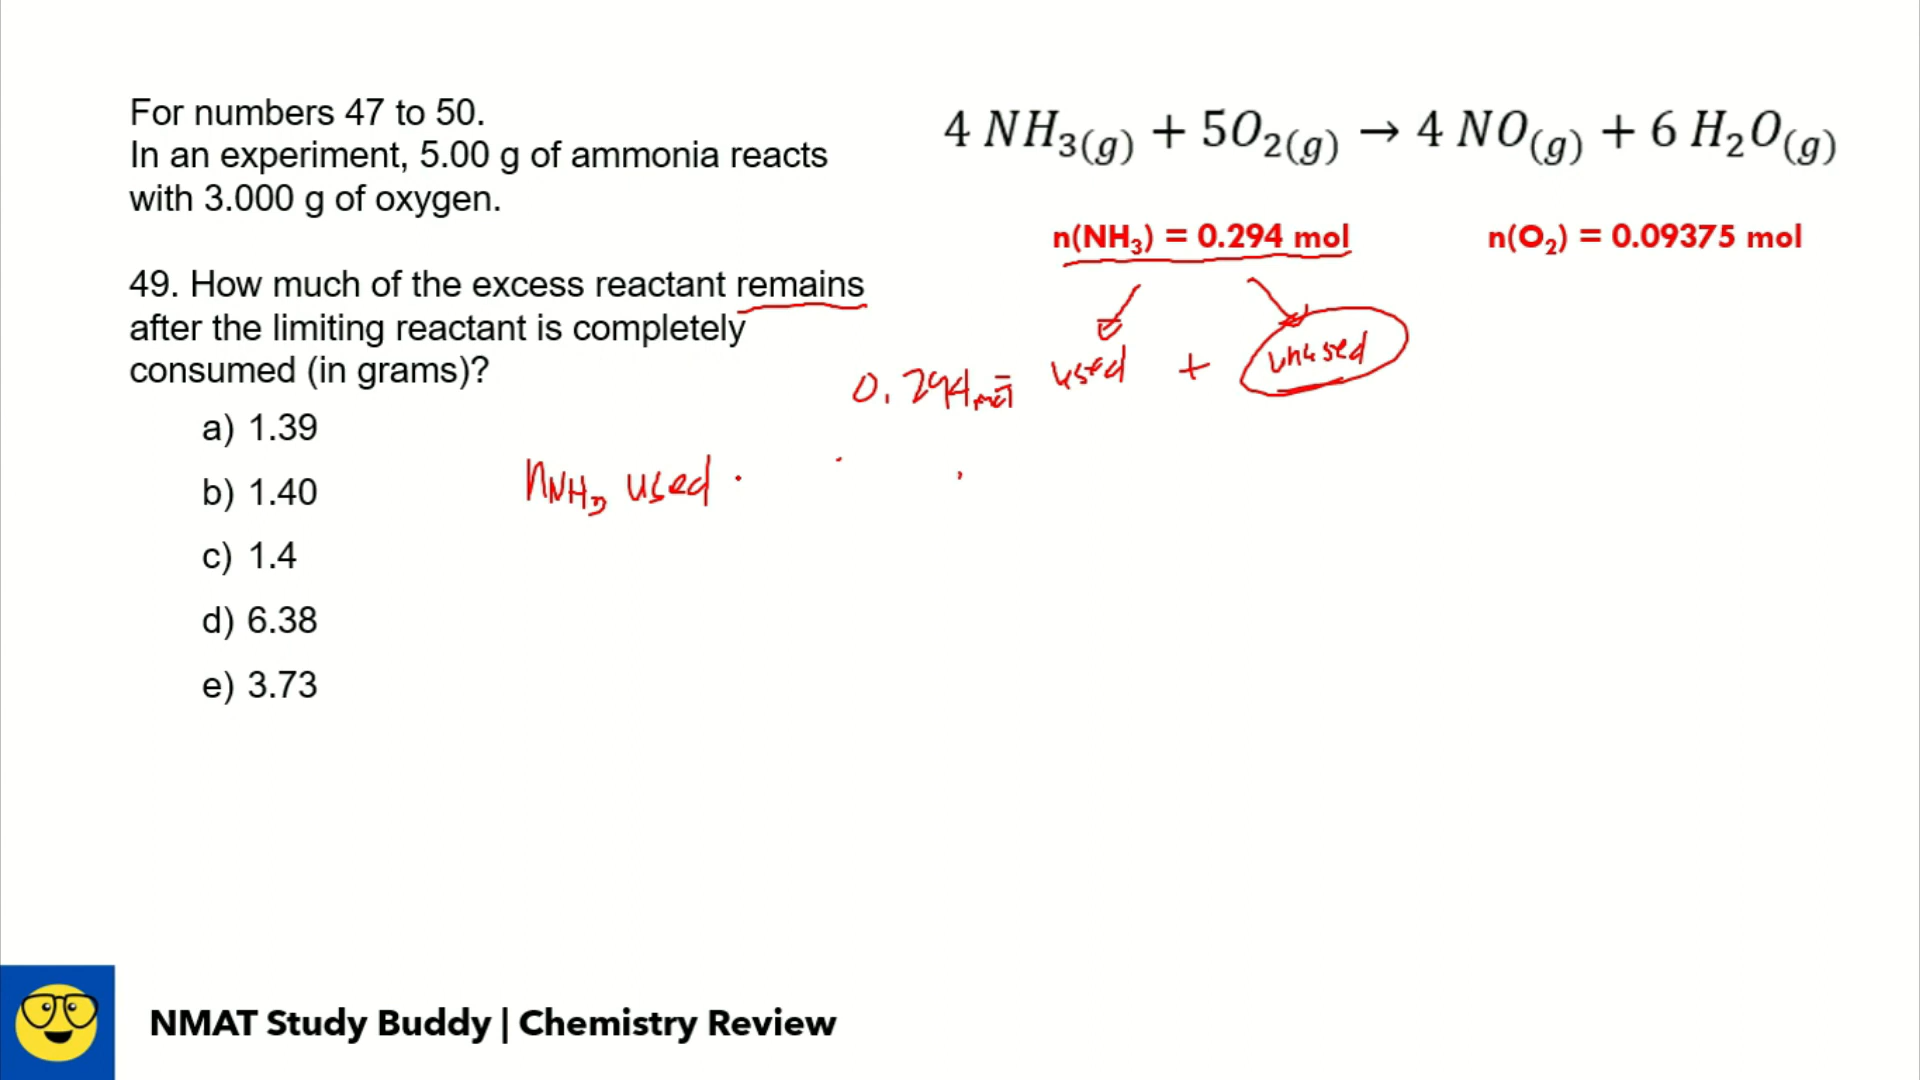 For numbers 47 to 50.
In an experiment, 5.00 g of ammonia reacts
with 3.000 g of oxygen.
4 NH₃(g) + 5O₂(g) → 4 NO(g) + 6 H₂O(g)
n(NH₃) = 0.294 mol
n(O₂) = 0.09375 mol
49. How much of the excess reactant remains
after the limiting reactant is completely
consumed (in grams)?
0.294 mol = used + unused
a) 1.39
nNH₃ used
b) 1.40
c) 1.4
d) 6.38
e) 3.73
NMAT Study Buddy | Chemistry Review